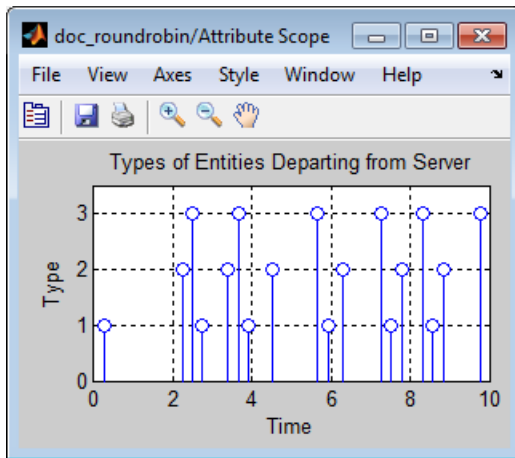 doc_roundrobin/Attribute Scope
File View Axes Style Window Help
Types of Entities Departing from Server
3
2
1
0
Type
0 2 4 6 8 10
Time